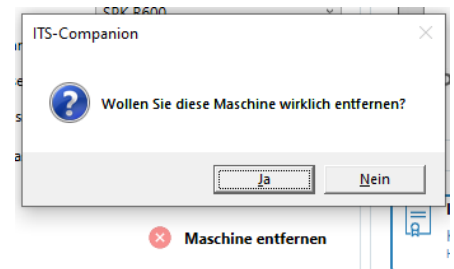 SPK R600
ITS-Companion
Wollen Sie diese Maschine wirklich entfernen?
Ja
Nein
Maschine entfernen